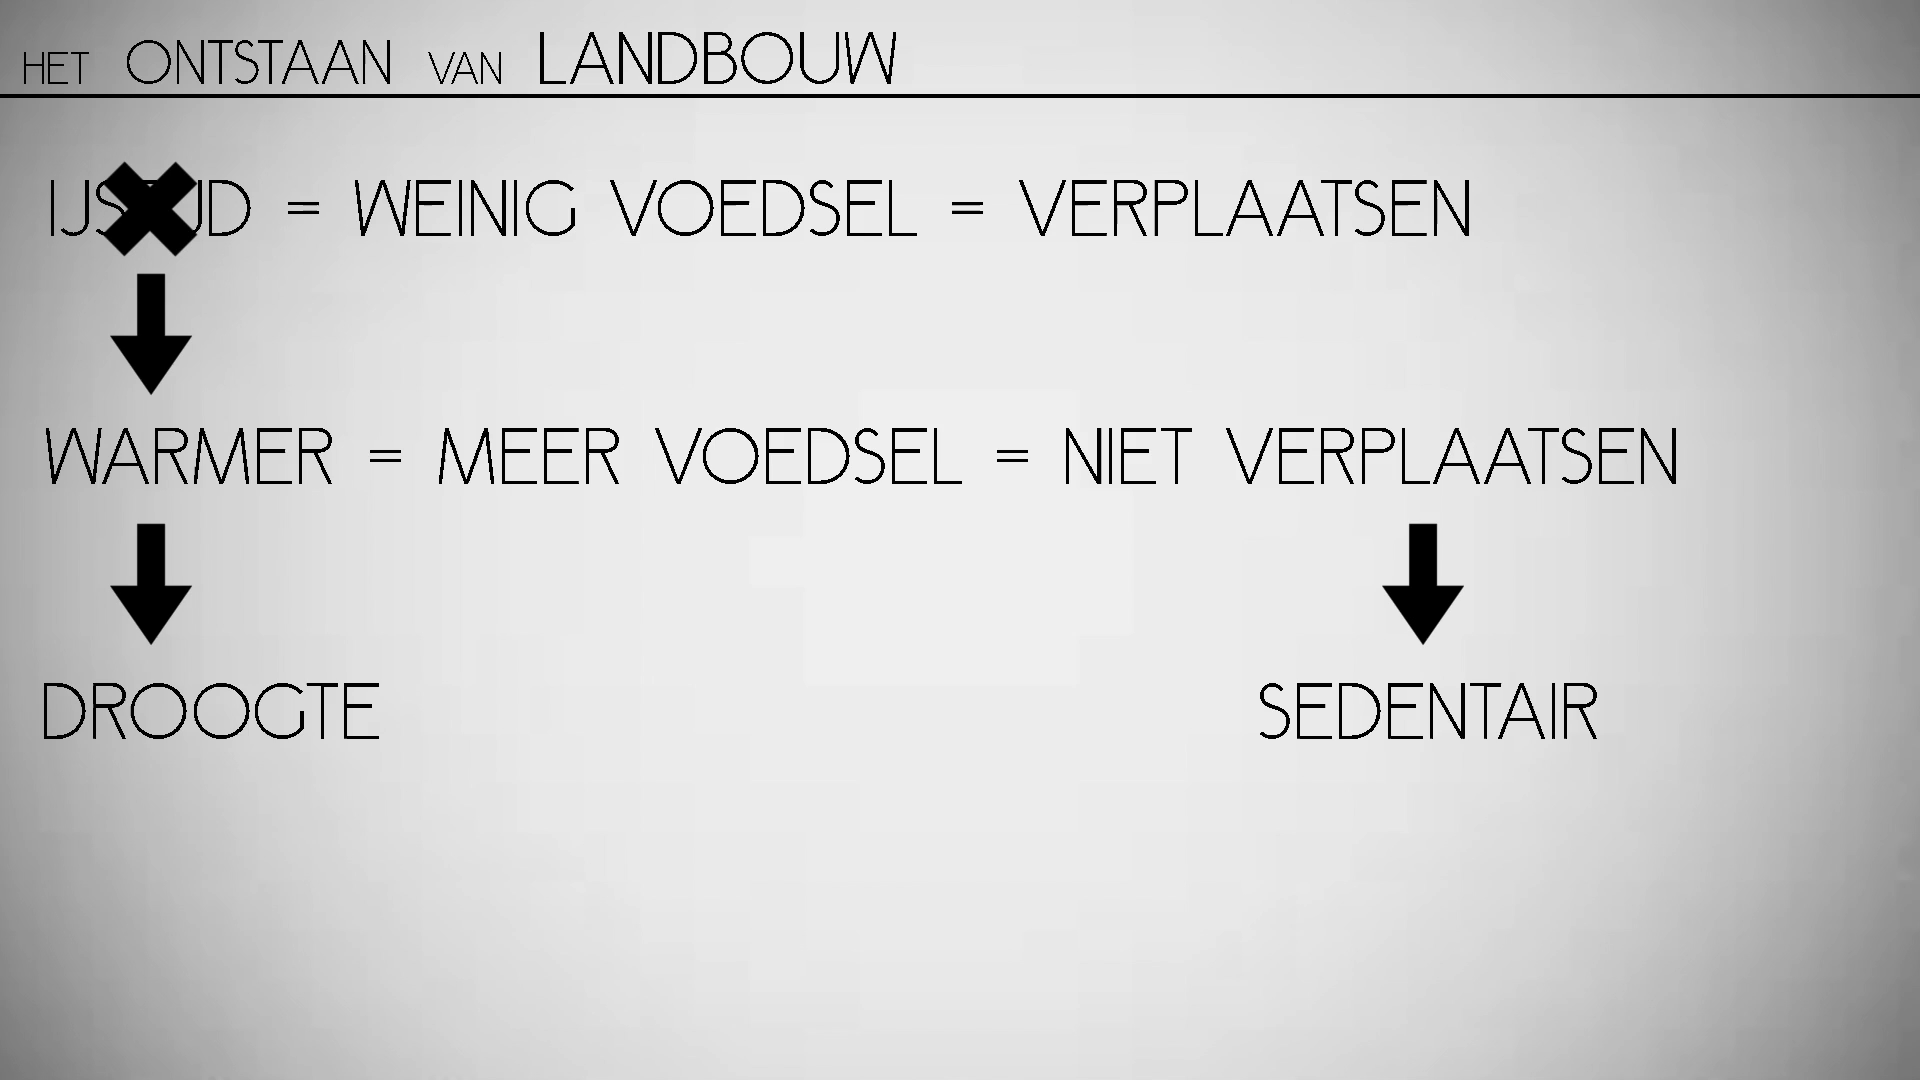 HET ONTSTAAN VAN LANDBOUW
IJSTIJD = WEINIG VOEDSEL = VERPLAATSEN
WARMER = MEER VOEDSEL = NIET VERPLAATSEN
DROOGTE SEDENTAIR